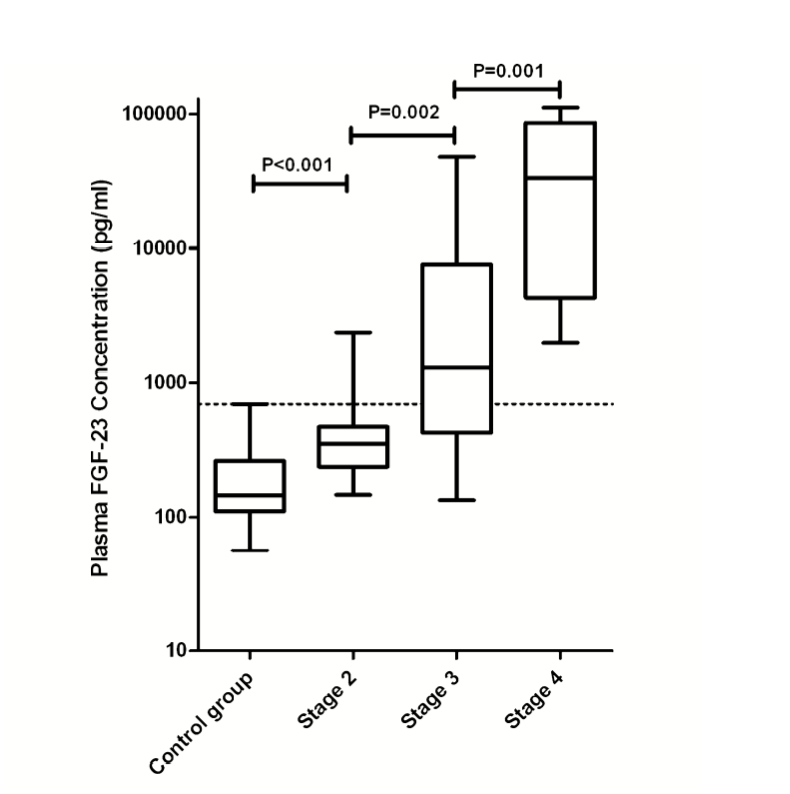 P=0.001
P=0.002
P<0.001
Plasma FGF-23 Concentration (pg/ml)
100000
10000
1000
100
10
Control group
Stage 2
Stage 3
Stage 4